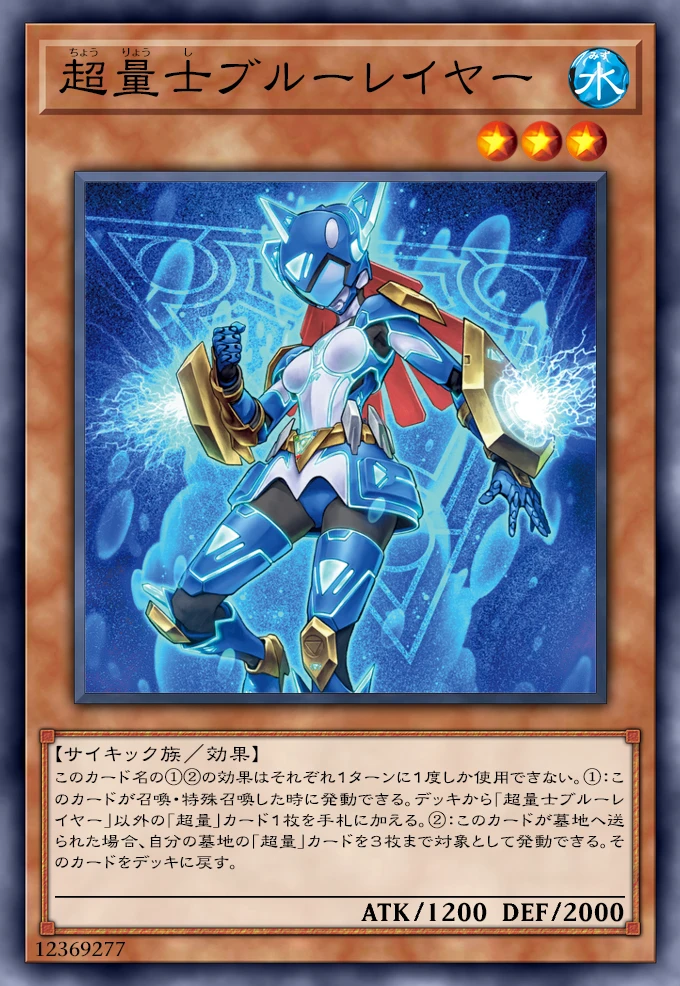 ちょう りょう し
超量士ブルーレイヤー
みず
水
【サイキック族／効果】
このカード名の①②の効果はそれぞれ１ターンに１度しか使用できない。①：こ
のカードが召喚・特殊召喚した時に発動できる。デッキから「超量士ブルーレ
イヤー」以外の「超量」カード１枚を手札に加える。②：このカードが墓地へ送
られた場合、自分の墓地の「超量」カードを３枚まで対象として発動できる。そ
のカードをデッキに戻す。
ATK/1200 DEF/2000
12369277